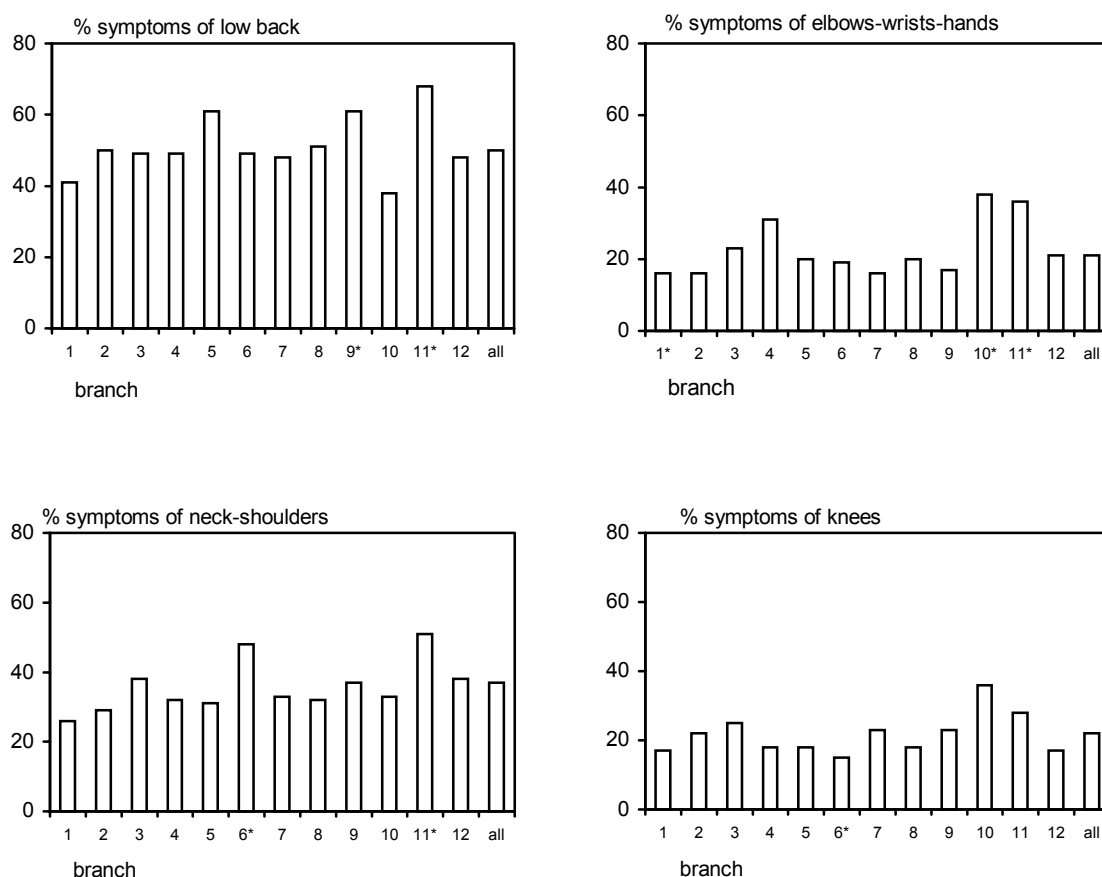 % symptoms of low back
80
60
40
20
0
1 2 3 4 5 6 7 8 9* 10 11* 12 all
branch
% symptoms of elbows-wrists-hands
80
60
40
20
0
1* 2 3 4 5 6 7 8 9 10* 11* 12 all
branch
% symptoms of neck-shoulders
80
60
40
20
0
1 2 3 4 5 6* 7 8 9 10 11* 12 all
branch
% symptoms of knees
80
60
40
20
0
1 2 3 4 5 6* 7 8 9 10 11 12 all
branch